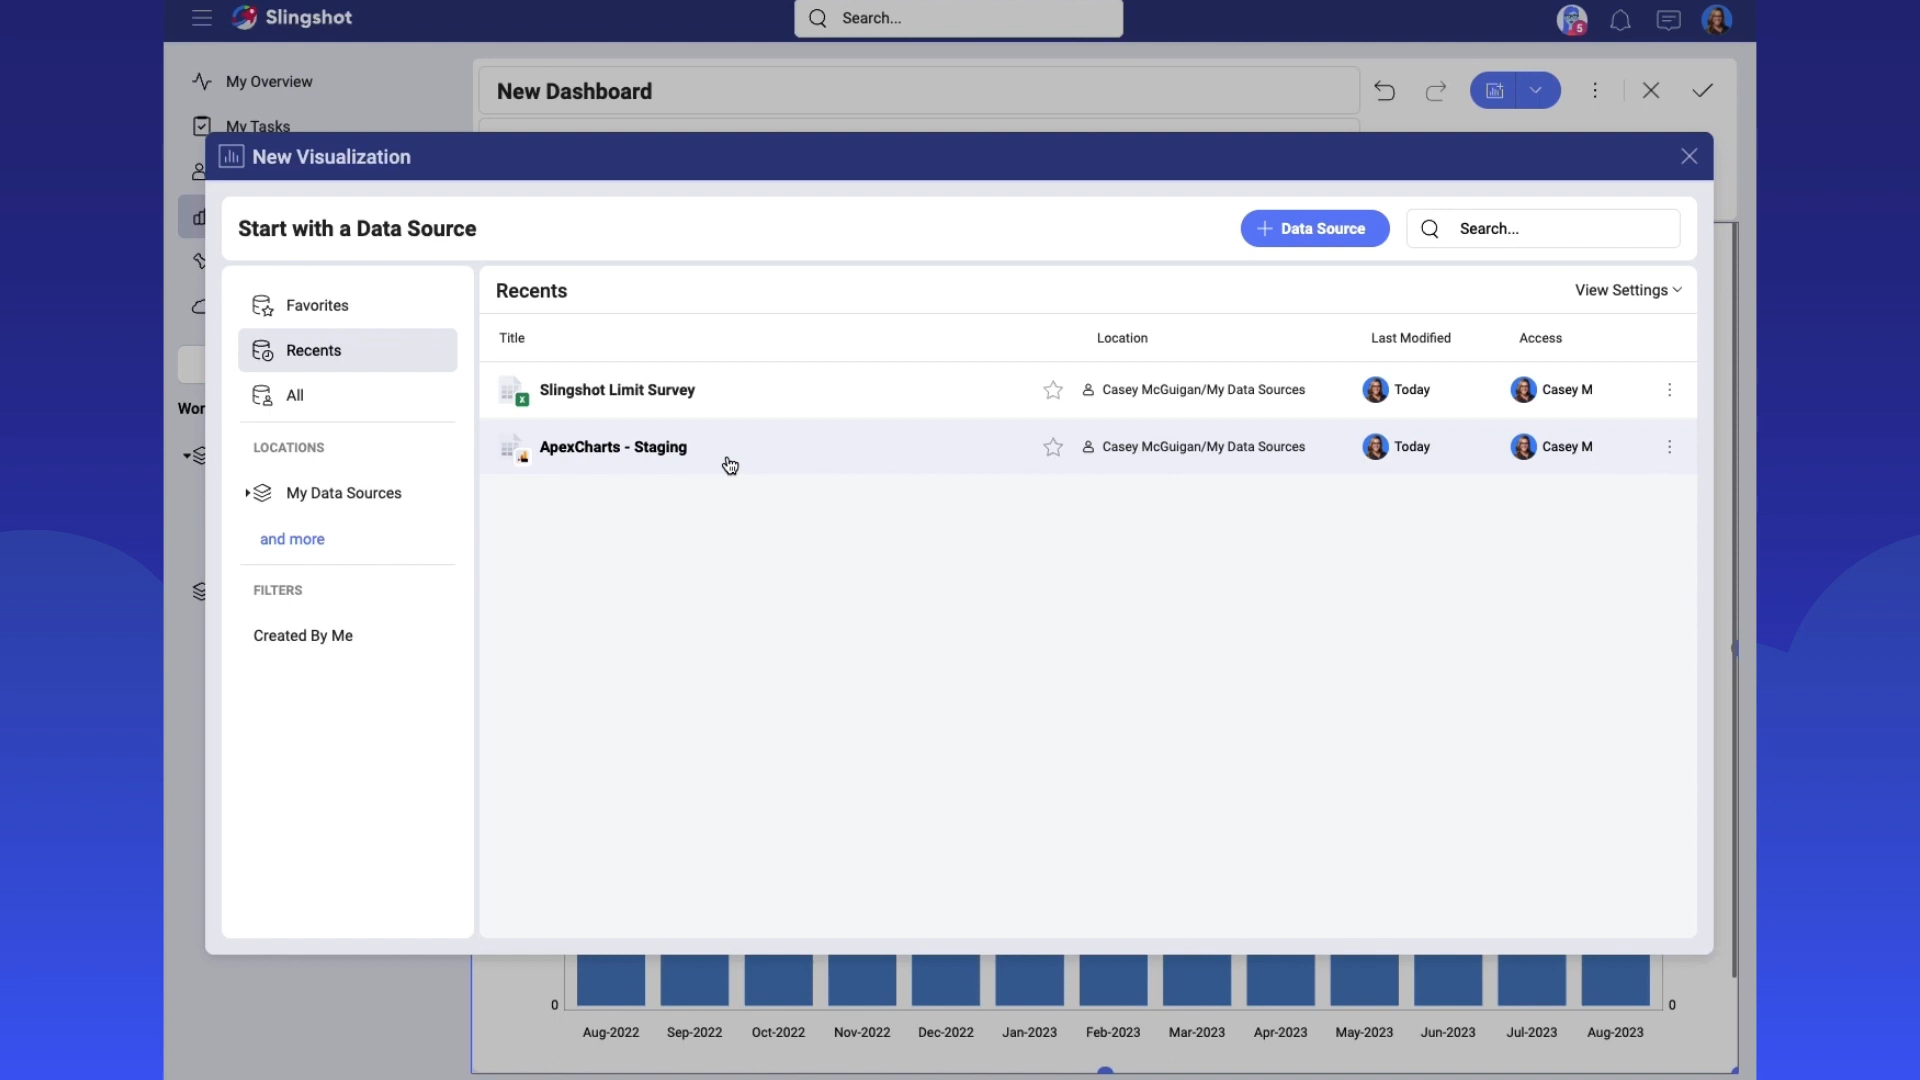 Slingshot
Search...
5
My Overview
New Dashboard
My Tasks
New Visualization
Start with a Data Source
Data Source
Search...
Favorites
Recents
All
LOCATIONS
My Data Sources
and more
FILTERS
Created By Me
Recents
View Settings
Title
Location
Last Modified
Access
Slingshot Limit Survey
Casey McGuigan/My Data Sources
Today
Casey M
ApexCharts - Staging
Casey McGuigan/My Data Sources
Today
Casey M
Wor
0
0
Aug-2022
Sep-2022
Oct-2022
Nov-2022
Dec-2022
Jan-2023
Feb-2023
Mar-2023
Apr-2023
May-2023
Jun-2023
Jul-2023
Aug-2023